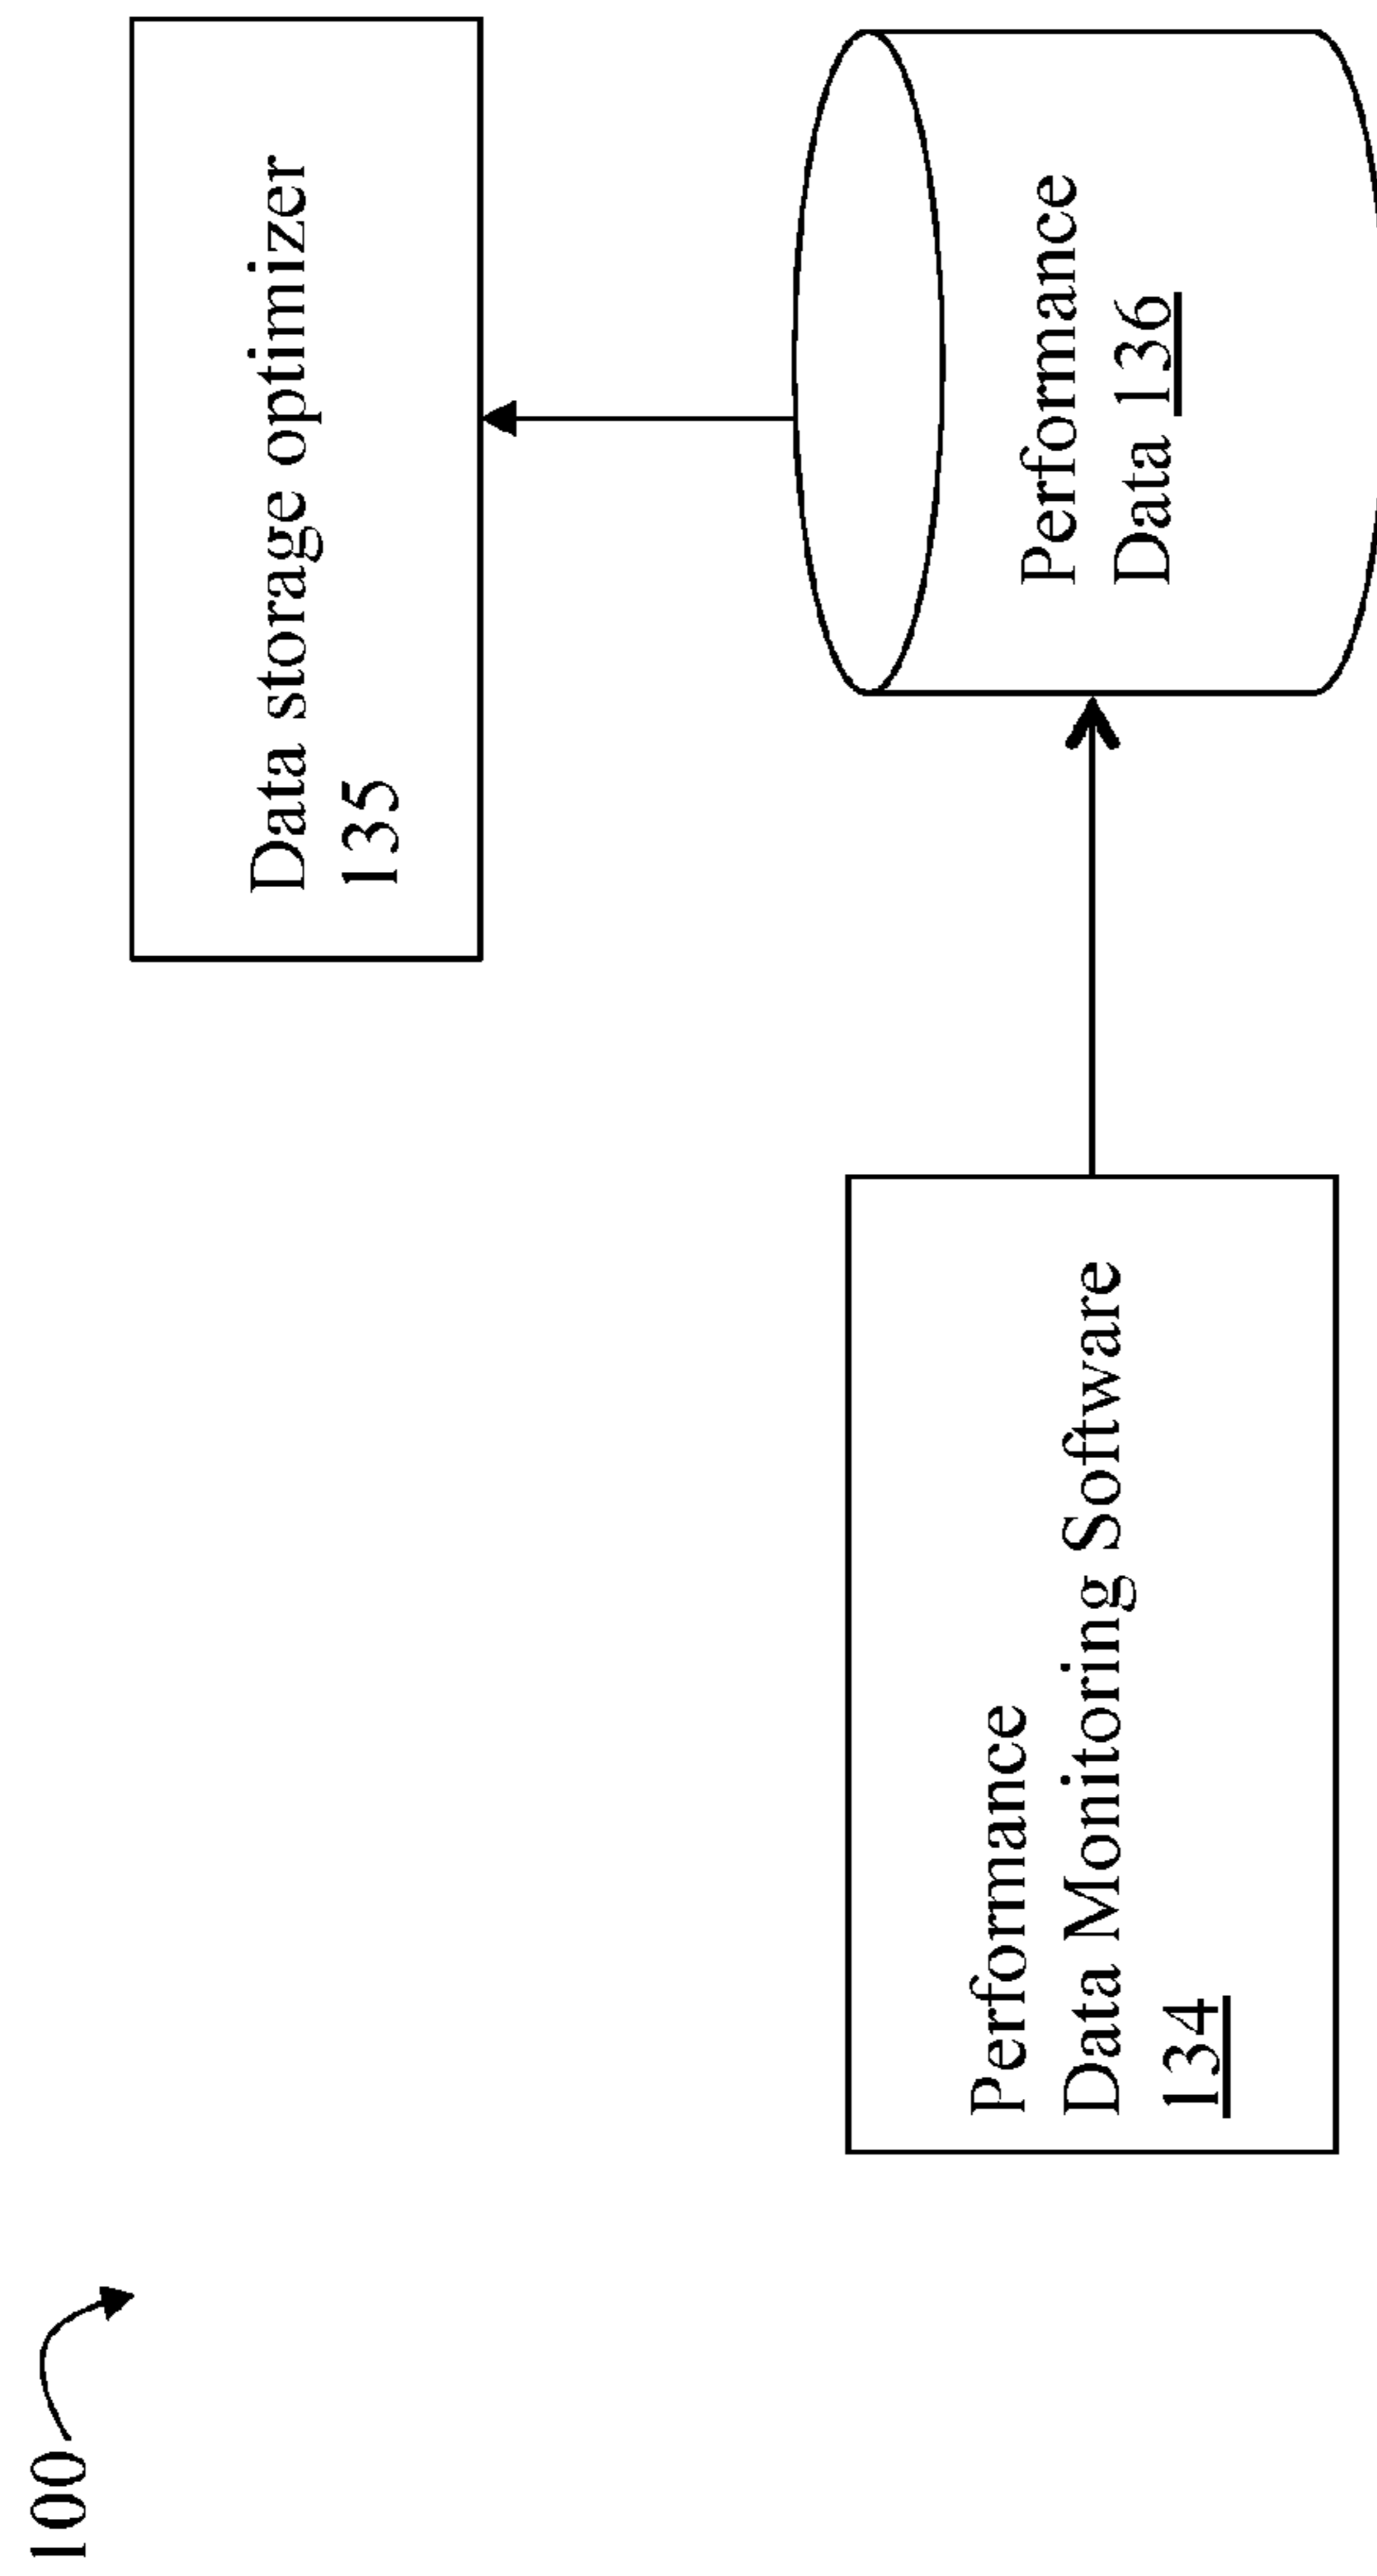 100
Data storage optimizer
135
Performance
Data Monitoring Software
134
Performance
Data 136